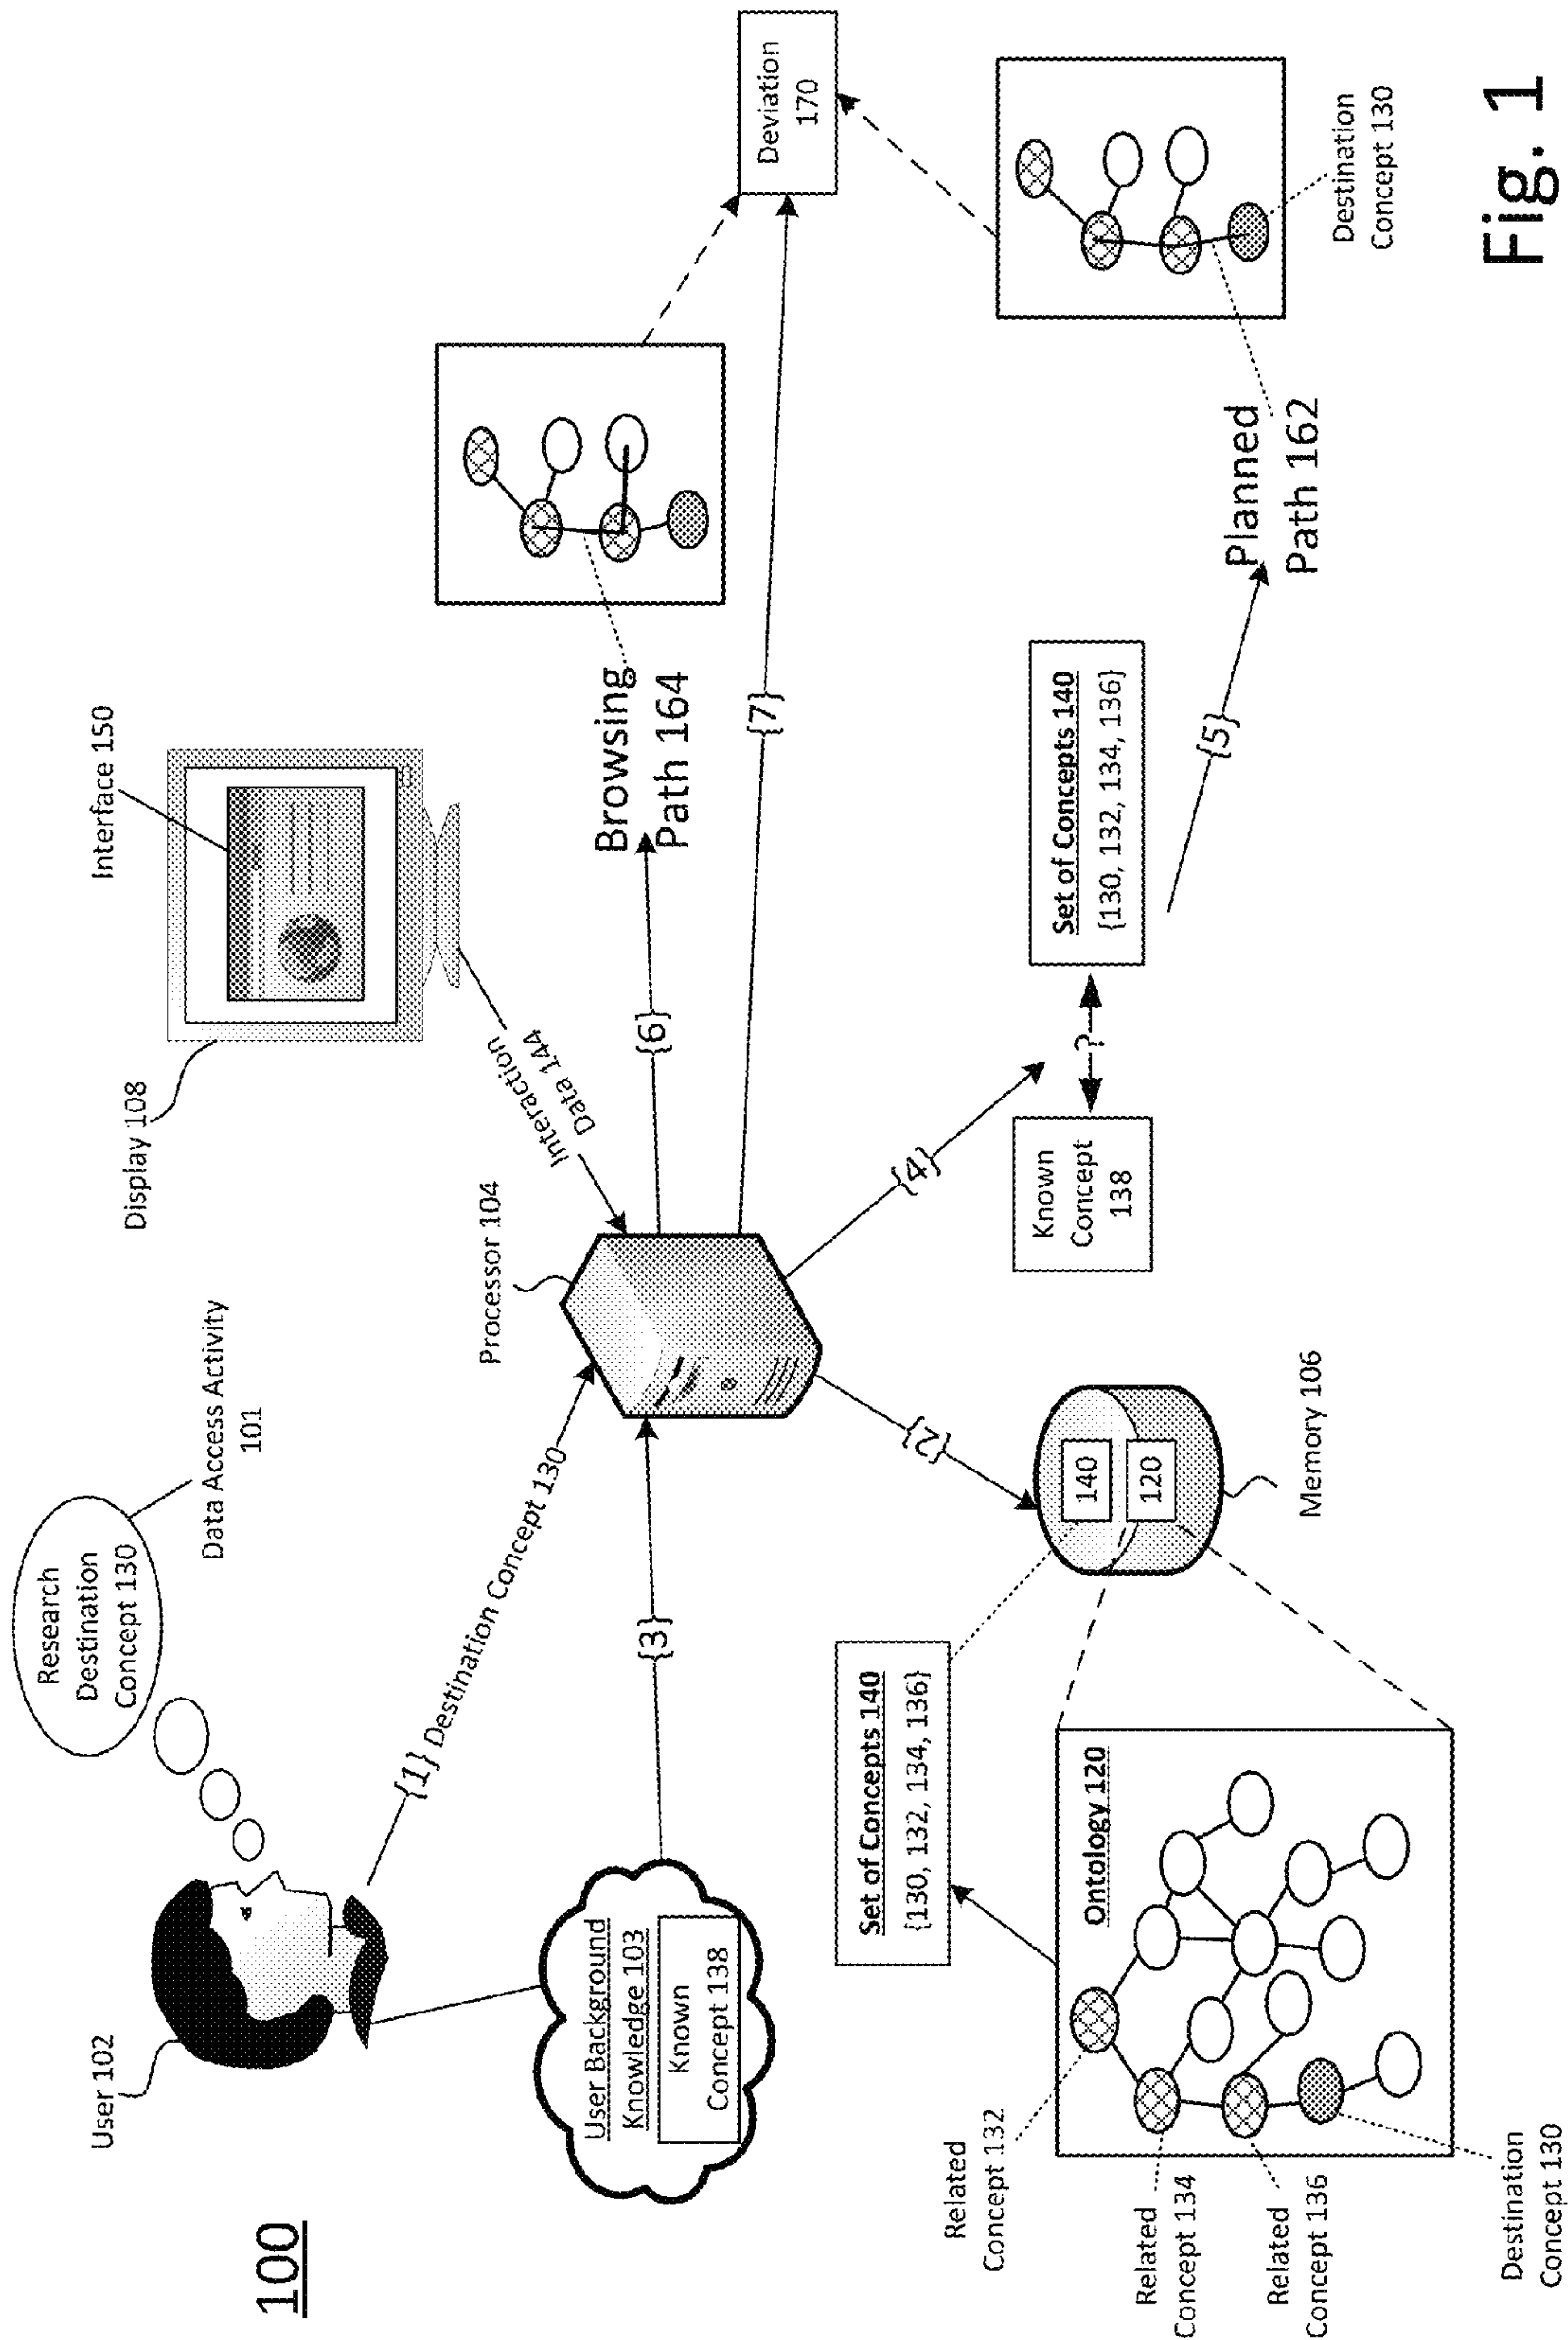 100
User 102
Research
Destination
Concept 130
Data Access Activity
101
Display 108
Interface 150
{1} Destination Concept 130
Processor 104
Interaction
Data 144
User Background
Knowledge 103
Known
Concept 138
{3}
{6}
Browsing
Path 164
{7}
Deviation
170
{2}
{4}
Set of Concepts 140
{130, 132, 134, 136}
140
120
Memory 106
Known
Concept
138
?
Set of Concepts 140
{130, 132, 134, 136}
{5}
Planned
Path 162
Destination
Concept 130
Ontology 120
Related
Concept 132
Related
Concept 134
Related
Concept 136
Destination
Concept 130
Fig. 1